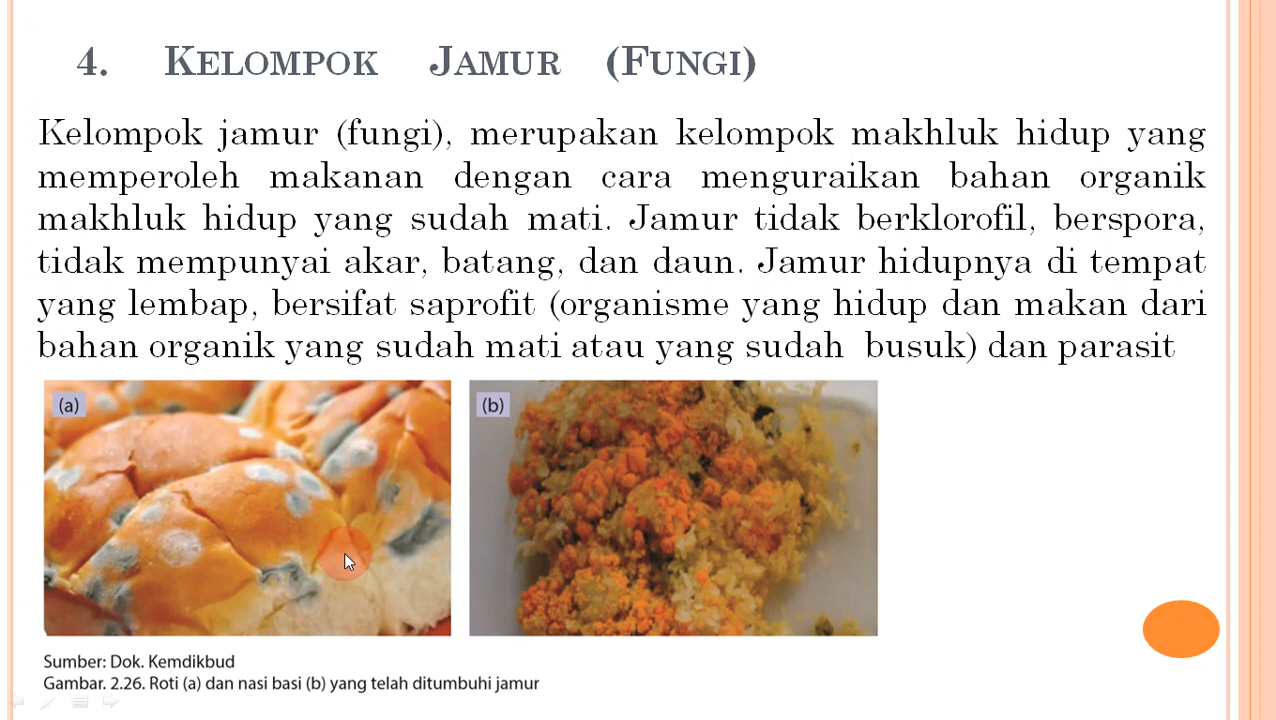 4. KELOMPOK JAMUR (FUNGI)
Kelompok jamur (fungi), merupakan kelompok makhluk hidup yang
memperoleh makanan dengan cara menguraikan bahan organik
makhluk hidup yang sudah mati. Jamur tidak berklorofil, berspora,
tidak mempunyai akar, batang, dan daun. Jamur hidupnya di tempat
yang lembap, bersifat saprofit (organisme yang hidup dan makan dari
bahan organik yang sudah mati atau yang sudah busuk) dan parasit
(a)
(b)
Sumber: Dok. Kemdikbud
Gambar. 2.26. Roti (a) dan nasi basi (b) yang telah ditumbuhi jamur